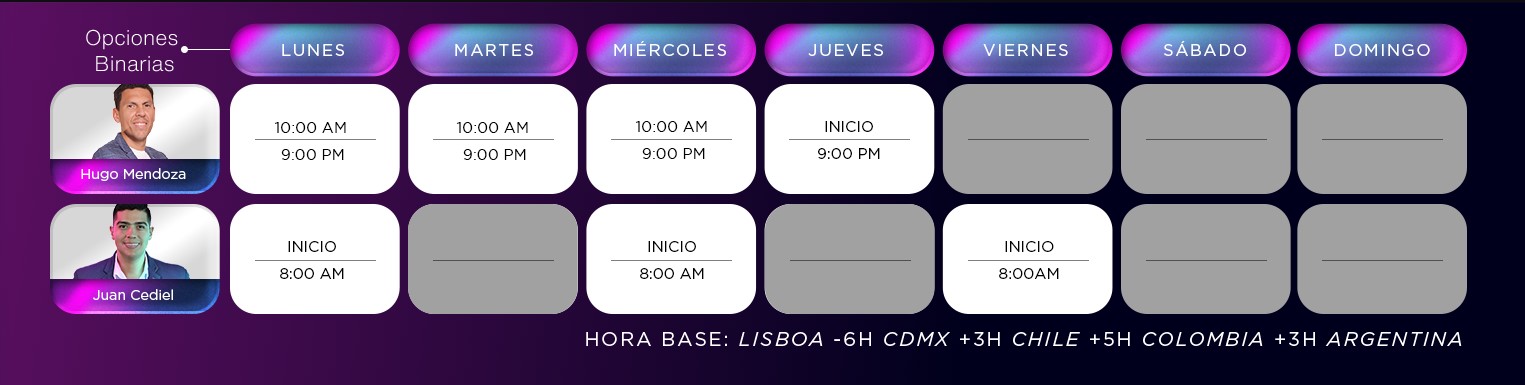 Opciones
Binarias
LUNES MARTES MIÉRCOLES JUEVES VIERNES SÁBADO DOMINGO
10:00 AM 10:00 AM 10:00 AM INICIO
9:00 PM 9:00 PM 9:00 PM 9:00 PM
Hugo Mendoza
INICIO INICIO INICIO
8:00 AM 8:00 AM 8:00AM
Juan Cediel
HORA BASE: LISBOA -6H CDMX +3H CHILE +5H COLOMBIA +3H ARGENTINA